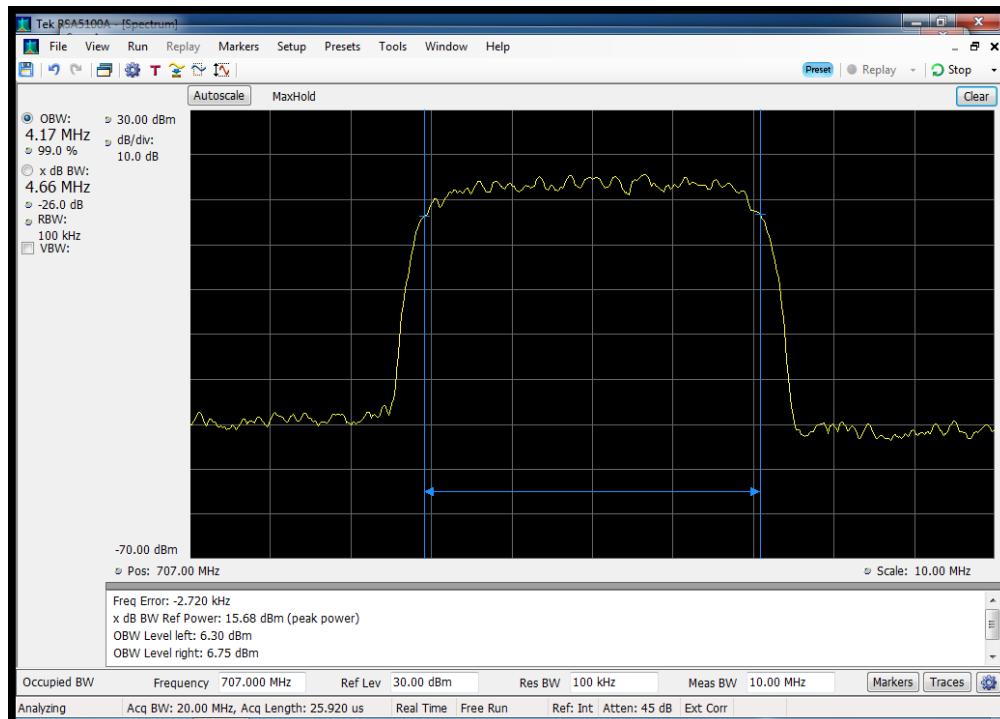 Tek RSA5100A - [Spectrum]
File View Run Replay Markers Setup Presets Tools Window Help
T Preset Replay Stop
Autoscale MaxHold Clear
OBW:
4.17 MHz
99.0 %
x dB BW:
4.66 MHz
-26.0 dB
RBW:
100 kHz
VBW:
30.00 dBm
dB/div:
10.0 dB
-70.00 dBm
Pos: 707.00 MHz Scale: 10.00 MHz
Freq Error: -2.720 kHz
x dB BW Ref Power: 15.68 dBm (peak power)
OBW Level left: 6.30 dBm
OBW Level right: 6.75 dBm
Occupied BW Frequency 707.000 MHz Ref Lev 30.00 dBm Res BW 100 kHz Meas BW 10.00 MHz Markers Traces
Analyzing Acq BW: 20.00 MHz, Acq Length: 25.920 us Real Time Free Run Ref: Int Atten: 45 dB Ext Corr